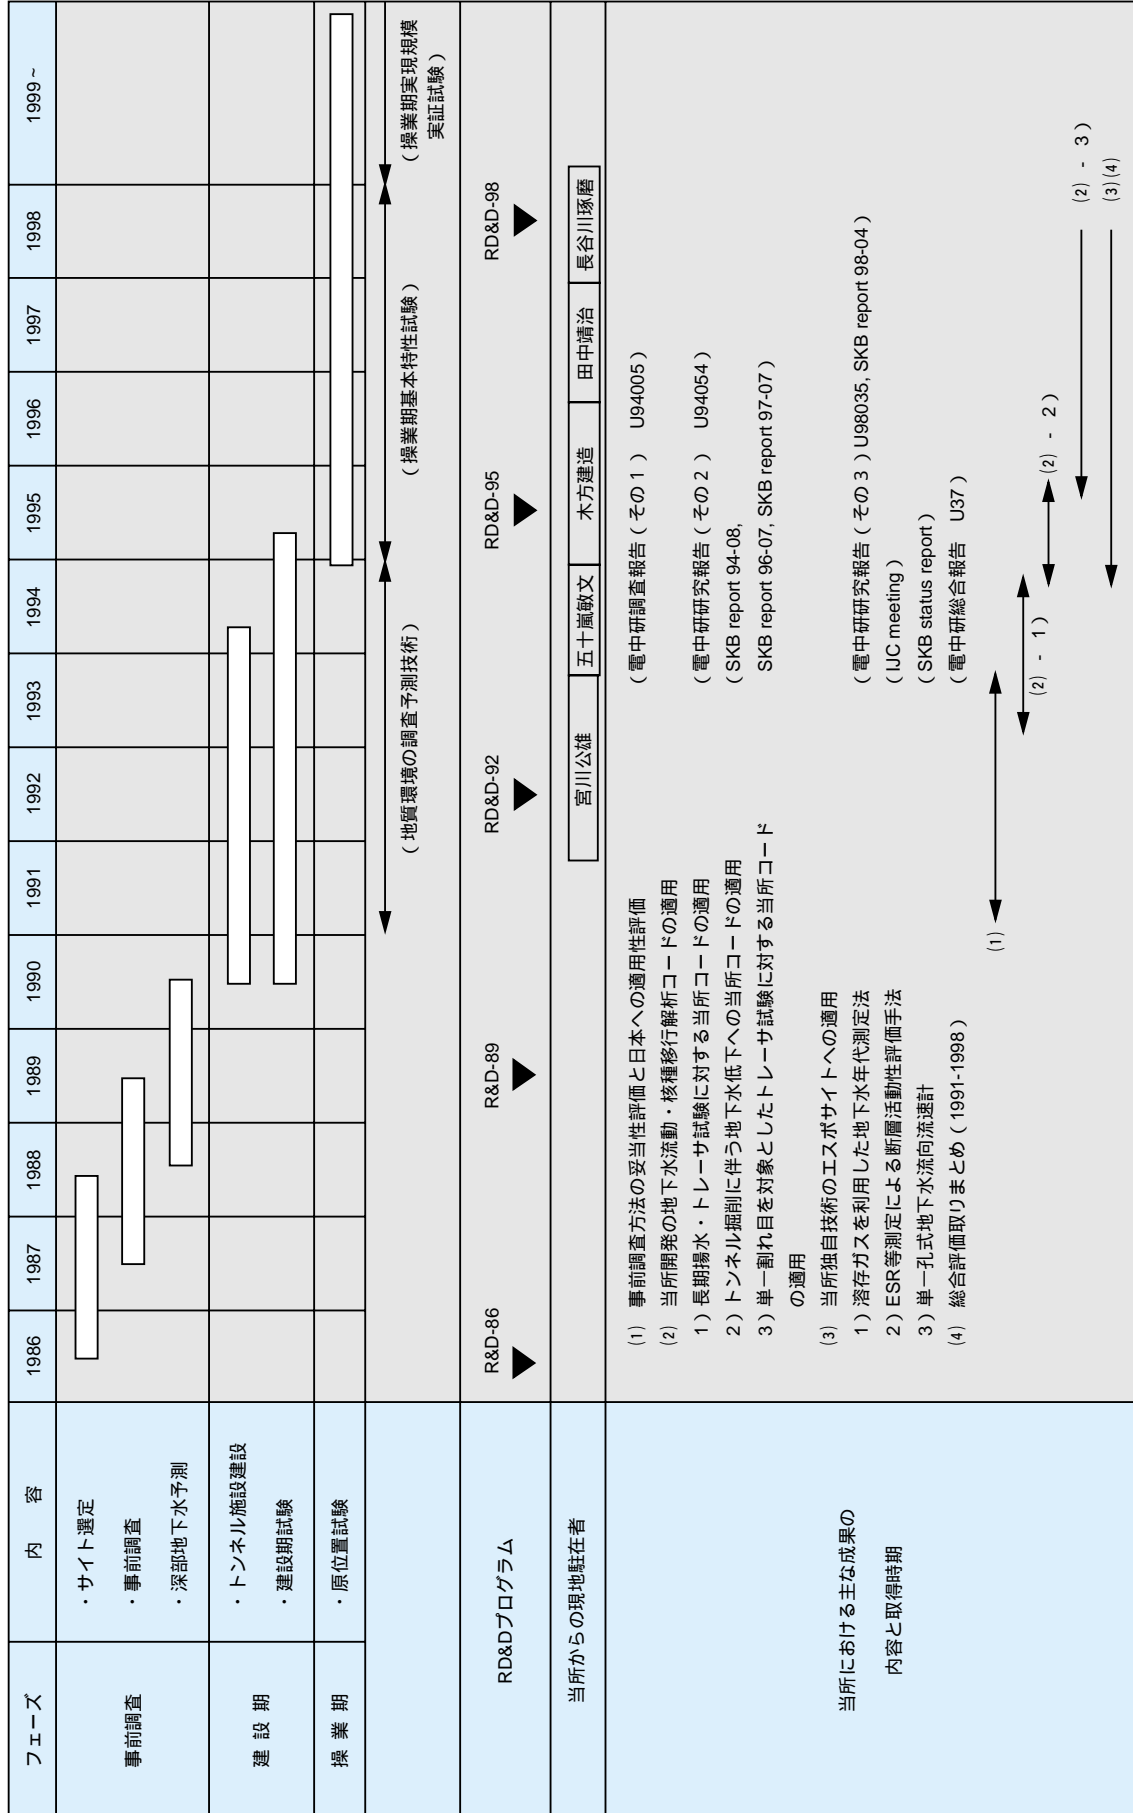 フェーズ 内　容 1986 1987 1988 1989 1990 1991 1992 1993 1994 1995 1996 1997 1998 1999～
事前調査
・サイト選定
・事前調査
・深部地下水予測
建 設 期
・トンネル施設建設
・建設期試験
操 業 期
・原位置試験
（地質環境の調査予測技術） （操業期基本特性試験） （操業期実現規模
実証試験）
RD&Dプログラム R&D-86 R&D-89 RD&D-92 RD&D-95 RD&D-98
当所からの現地駐在者 宮川公雄 五十嵐敏文 木方建造 田中靖治 長谷川琢磨
当所における主な成果の
内容と取得時期
⑴ 事前調査方法の妥当性評価と日本への適用性評価 （電中研調査報告（その１） U94005）
⑵ 当所開発の地下水流動・核種移行解析コードの適用
１）長期揚水・トレーサ試験に対する当所コードの適用 （電中研研究報告（その２） U94054）
２）トンネル掘削に伴う地下水低下への当所コードの適用 （SKB report 94-08,
３）単一割れ目を対象としたトレーサ試験に対する当所コード SKB report 96-07, SKB report 97-07）
の適用
⑶ 当所独自技術のエスポサイトへの適用
１）溶存ガスを利用した地下水年代測定法 （電中研研究報告（その３）U98035, SKB report 98-04）
２）ESR等測定による断層活動性評価手法 （IJC meeting）
３）単一孔式地下水流向流速計 （SKB status report）
⑷ 総合評価取りまとめ（1991-1998） （電中研総合報告 U37）
⑴
⑵ - 1）
⑵ - 2）
⑵ - 3）
⑶⑷